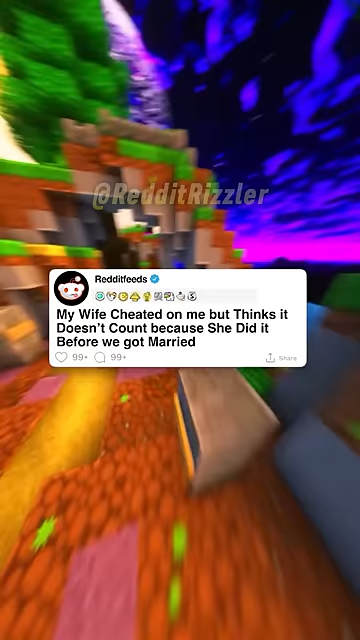 @RedditRizzler
Redditfeeds
My Wife Cheated on me but Thinks it
Doesn't Count because She Did it
Before we got Married
99+ 99+ Share